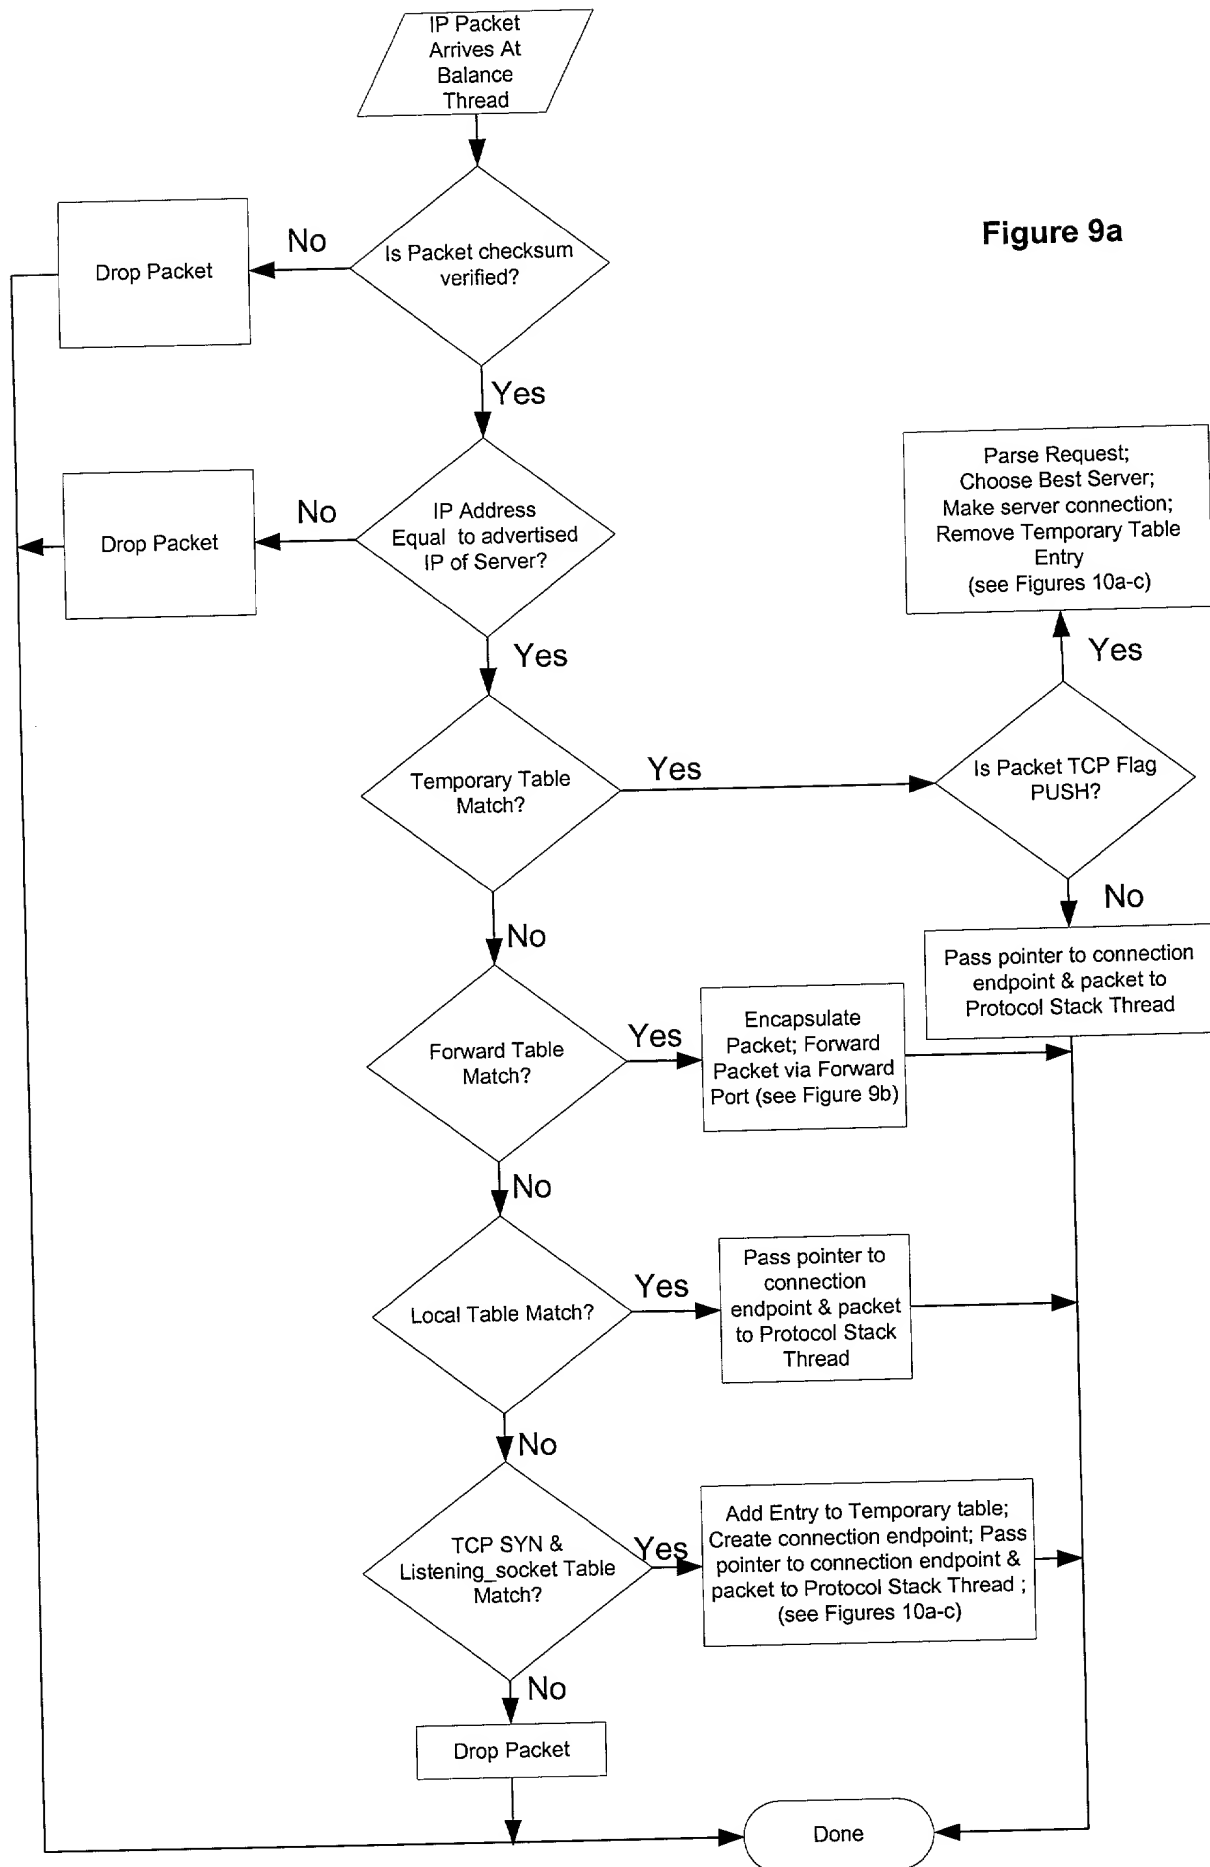 IP Packet
Arrives At
Balance
Thread
Figure 9a
Is Packet checksum
verified?
No
Drop Packet
Yes
IP Address
Equal to advertised
IP of Server?
No
Drop Packet
Yes
Parse Request;
Choose Best Server;
Make server connection;
Remove Temporary Table
Entry
(see Figures 10a-c)
Yes
Temporary Table
Match?
Yes
Is Packet TCP Flag
PUSH?
No
No
Pass pointer to connection
endpoint & packet to
Protocol Stack Thread
Forward Table
Match?
Yes
Encapsulate
Packet; Forward
Packet via Forward
Port (see Figure 9b)
No
Local Table Match?
Yes
Pass pointer to
connection
endpoint & packet
to Protocol Stack
Thread
No
TCP SYN &
Listening_socket Table
Match?
Yes
Add Entry to Temporary table;
Create connection endpoint; Pass
pointer to connection endpoint &
packet to Protocol Stack Thread ;
(see Figures 10a-c)
No
Drop Packet
Done